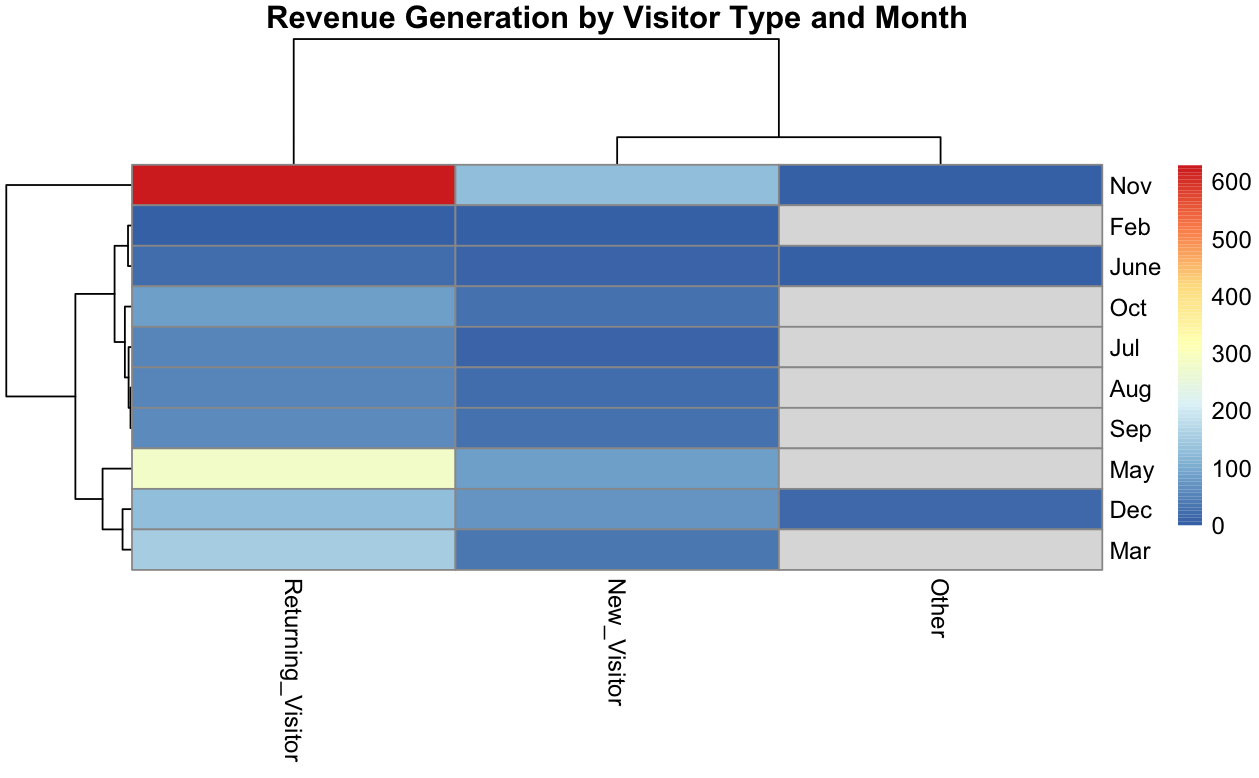 Revenue Generation by Visitor Type and Month
Nov
Feb
June
Oct
Jul
Aug
Sep
May
Dec
Mar
600
500
400
300
200
100
0
Returning_Visitor
New_Visitor
Other